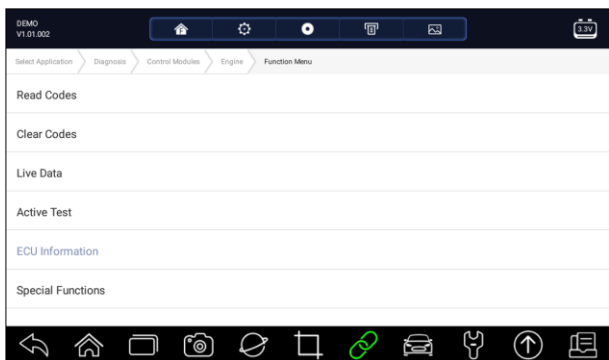 DEMO
V1.01.002
3.3V
Select Application Diagnosis Control Modules Engine Function Menu
Read Codes
Clear Codes
Live Data
Active Test
ECU Information
Special Functions